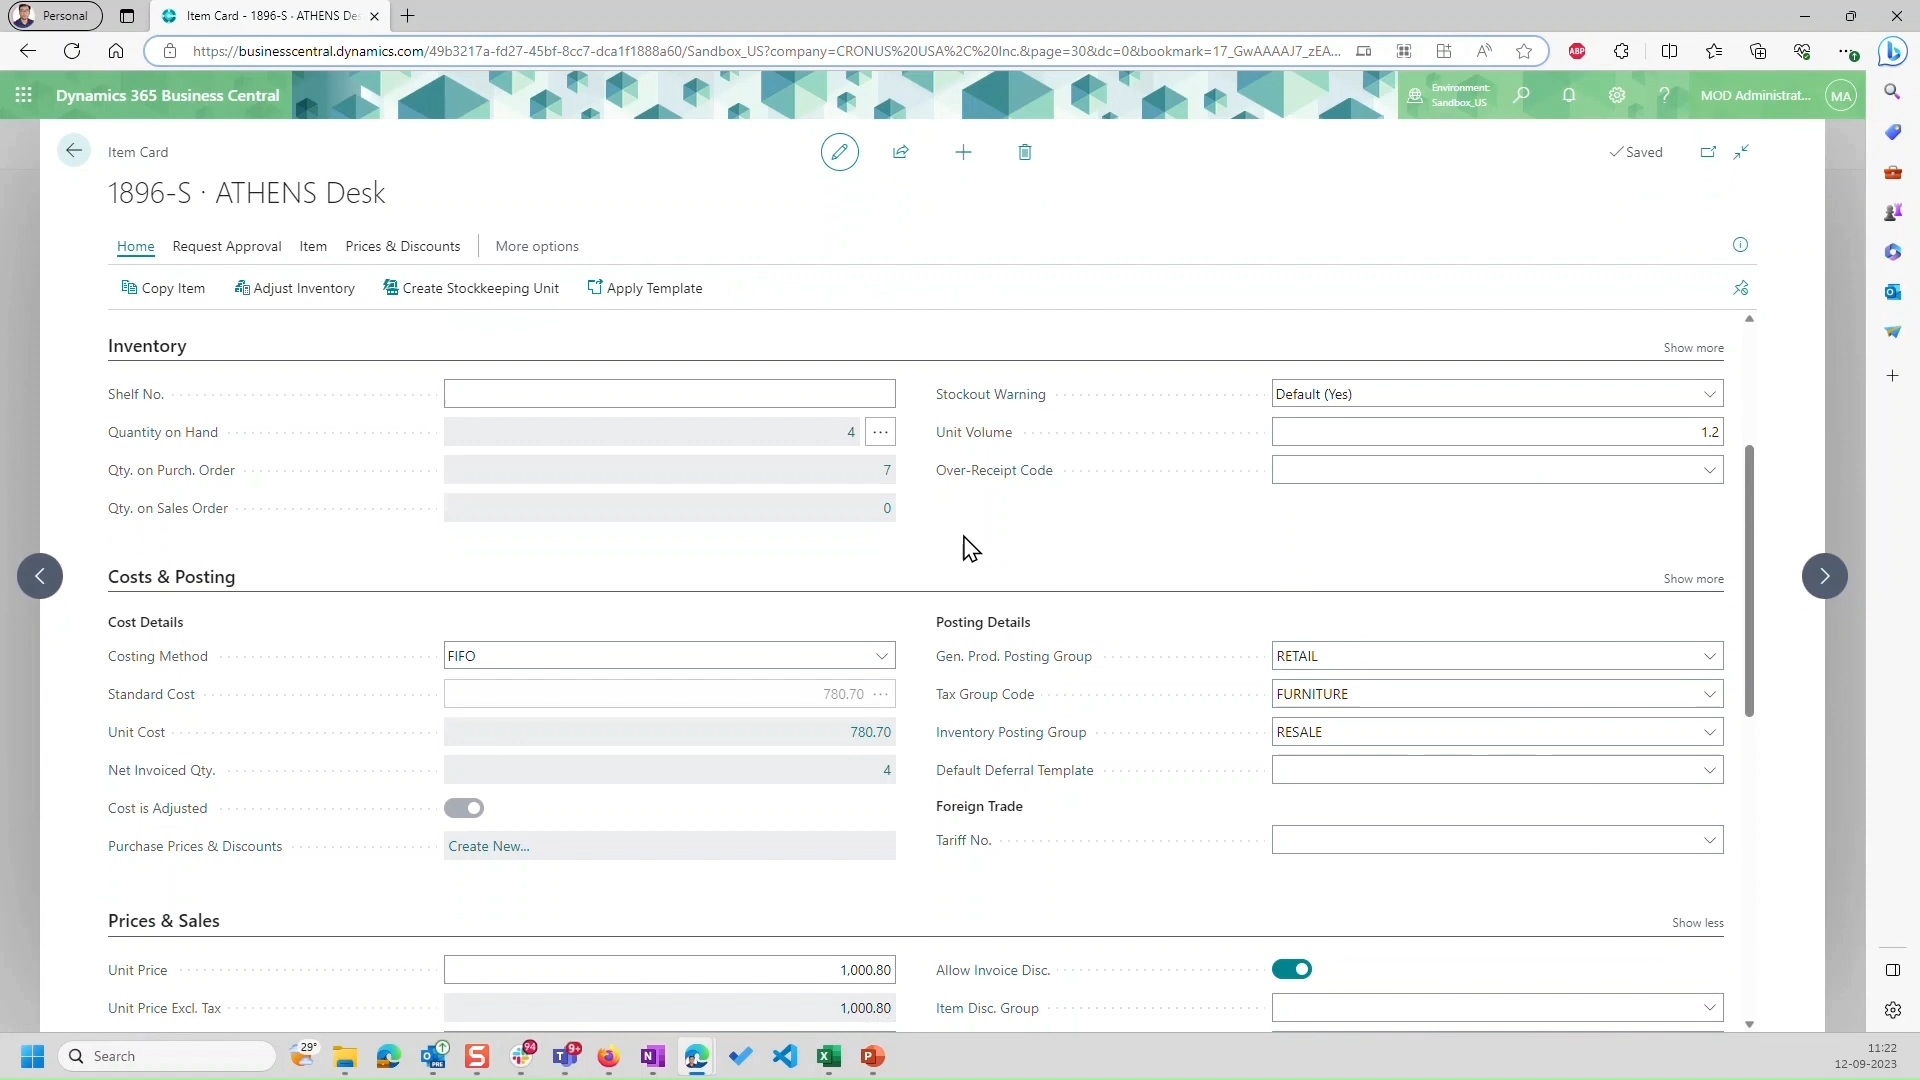 Personal
Item Card - 1896-S · ATHENS De
https://businesscentral.dynamics.com/49b3217a-fd27-45bf-8cc7-dca1f1888a60/Sandbox_US?company=CRONUS%20USA%2C%20Inc.&page=30&dc=0&bookmark=17_GwAAAAJ7_zEA...
ABP
Dynamics 365 Business Central
Environment:
Sandbox_US
MOD Administrat...
MA
Item Card
Saved
1896-S · ATHENS Desk
Home
Request Approval
Item
Prices & Discounts
More options
Copy Item
Adjust Inventory
Create Stockkeeping Unit
Apply Template
Inventory
Show more
Shelf No.
Stockout Warning
Default (Yes)
Quantity on Hand
4
Unit Volume
1.2
Qty. on Purch. Order
7
Over-Receipt Code
Qty. on Sales Order
0
Costs & Posting
Show more
Cost Details
Posting Details
Costing Method
FIFO
Gen. Prod. Posting Group
RETAIL
Standard Cost
780.70
Tax Group Code
FURNITURE
Unit Cost
780.70
Inventory Posting Group
RESALE
Net Invoiced Qty.
4
Default Deferral Template
Cost is Adjusted
Foreign Trade
Purchase Prices & Discounts
Create New...
Tariff No.
Prices & Sales
Show less
Unit Price
1,000.80
Allow Invoice Disc.
Unit Price Excl. Tax
1,000.80
Item Disc. Group
Search
29°
PRE
94
9+
11:22
12-09-2023